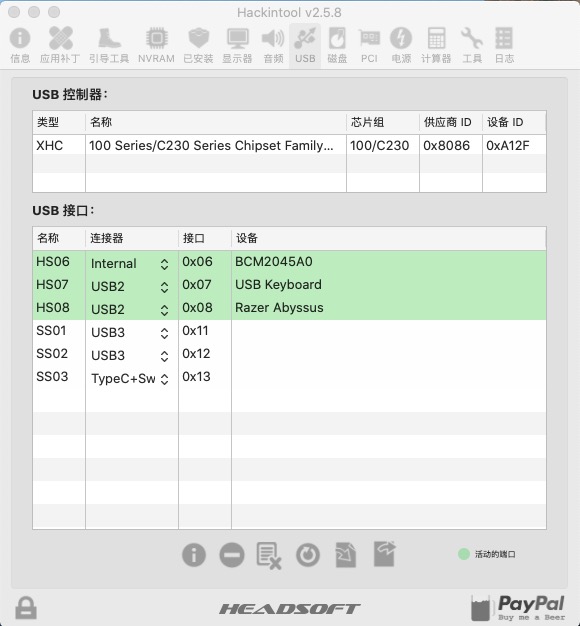 Hackintool v2.5.8
信息 应用补丁 引导工具 NVRAM 已安装 显示器 音频 USB 磁盘 PCI 电源 计算器 工具 日志
USB 控制器：
类型 名称 芯片组 供应商 ID 设备 ID
XHC 100 Series/C230 Series Chipset Family... 100/C230 0x8086 0xA12F
USB 接口：
名称 连接器 接口 设备
HS06 Internal 0x06 BCM2045A0
HS07 USB2 0x07 USB Keyboard
HS08 USB2 0x08 Razer Abyssus
SS01 USB3 0x11
SS02 USB3 0x12
SS03 TypeC+Sw 0x13
活动的端口
HEADSOFT
PayPal
Buy me a Beer